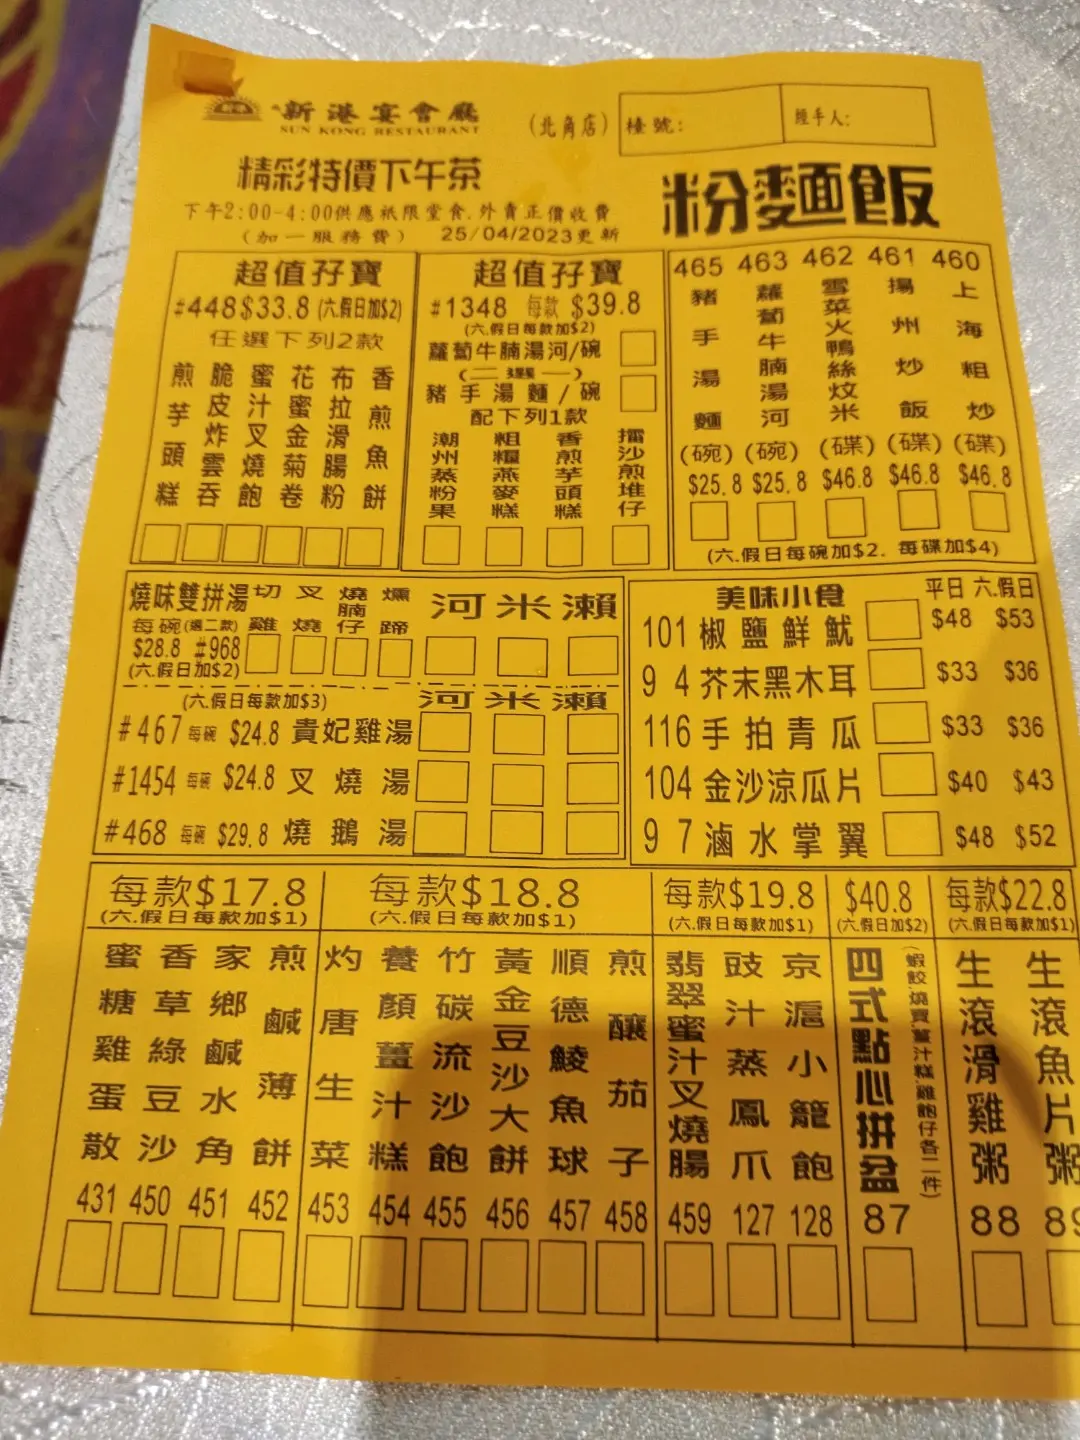 新港宴會廳
SUN KONG RESTAURANT
(北角店)
檯號:
經手人:
精彩特價下午茶
下午2:00-4:00供應祇限堂食.外賣正價收費
(加一服務費) 25/04/2023更新
粉麵飯
超值孖寶
#448$33.8(六假日加$2)
任選下列2款
煎芋頭糕
脆皮炸雲吞
蜜汁叉燒飽
花蜜金菊卷
布拉滑腸粉
香煎魚餅
超值孖寶
#1348 每款 $39.8
(六.假日每款加$2)
蘿蔔牛腩湯河/碗
(二選一)
豬手湯麵/碗
配下列1款
潮州蒸粉果
粗糧燕麥糕
香煎芋頭糕
擂沙煎堆仔
465 463 462 461 460
豬手湯麵
蘿蔔牛腩湯河
雪菜火鴨絲炆米
揚州炒飯
上海粗炒
(碗) (碗) (碟) (碟) (碟)
$25.8 $25.8 $46.8 $46.8 $46.8
(六.假日每碗加$2. 每碟加$4)
燒味雙拼湯
每碗(選二款)
$28.8 #968
(六.假日加$2)
切雞
叉燒
燒腩仔
燻蹄
河 米 瀨
(六.假日每款加$3)
河 米 瀨
#467 每碗 $24.8 貴妃雞湯
#1454 每碗 $24.8 叉燒湯
#468 每碗 $29.8 燒鵝湯
美味小食 平日 六.假日
101 椒鹽鮮魷 $48 $53
94 芥末黑木耳 $33 $36
116 手拍青瓜 $33 $36
104 金沙涼瓜片 $40 $43
97 滷水掌翼 $48 $52
每款$17.8
(六.假日每款加$1)
蜜糖雞蛋散
香草綠豆沙
家鄉鹹水角
煎鹹薄餅
431 450 451 452
每款$18.8
(六.假日每款加$1)
灼唐生菜
養顏薑汁糕
竹碳流沙飽
黃金豆沙大餅
順德鯪魚球
煎釀茄子
453 454 455 456 457 458
每款$19.8
(六.假日每款加$1)
翡翠蜜汁叉燒腸
豉汁蒸鳳爪
京滬小籠飽
459 127 128
$40.8
(六.假日加$2)
四式點心拼盆
(蝦餃,燒賣,薑汁糕,雞飽仔各二件)
87
每款$22.8
(六.假日每款加$1)
生滾滑雞粥
生滾魚片粥
88 89